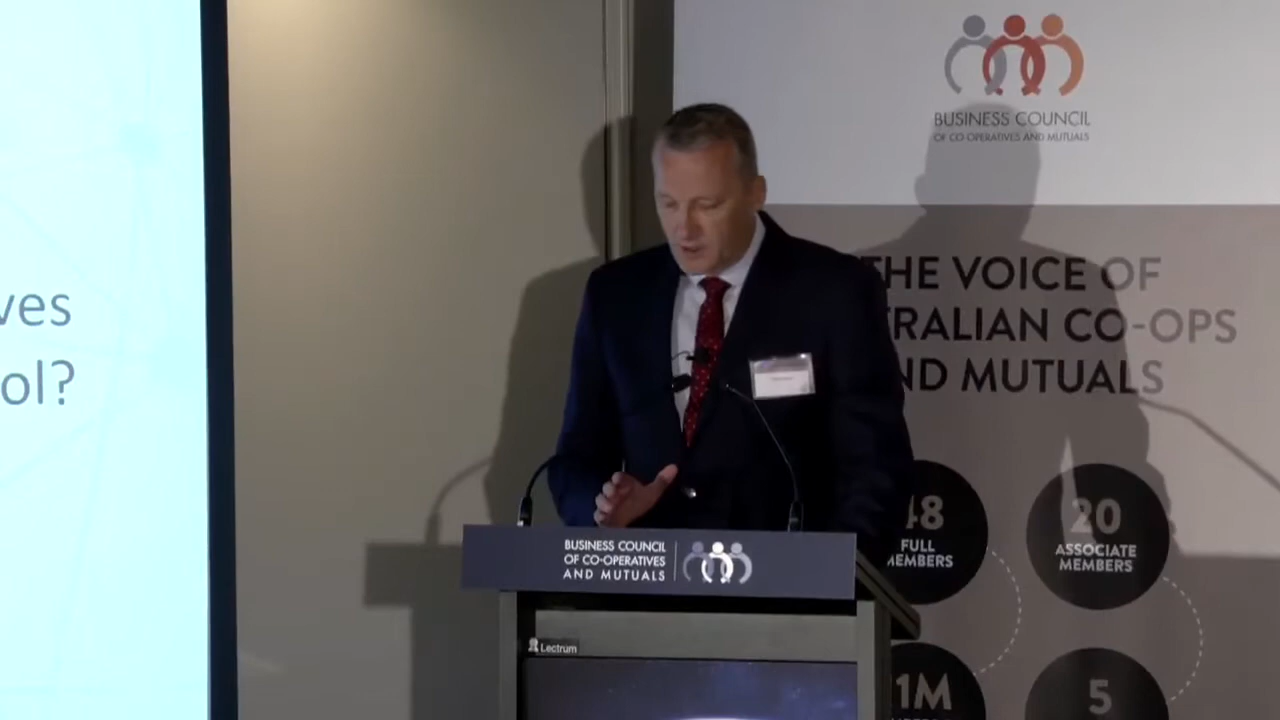 ves
ol?
BUSINESS COUNCIL
OF CO OPERATIVES AND MUTUALS
THE VOICE OF
TRALIAN CO-OPS
ND MUTUALS
48
FULL
MEMBERS
20
ASSOCIATE
MEMBERS
1M
5
BUSINESS COUNCIL
OF CO-OPERATIVES
AND MUTUALS
Lectrum